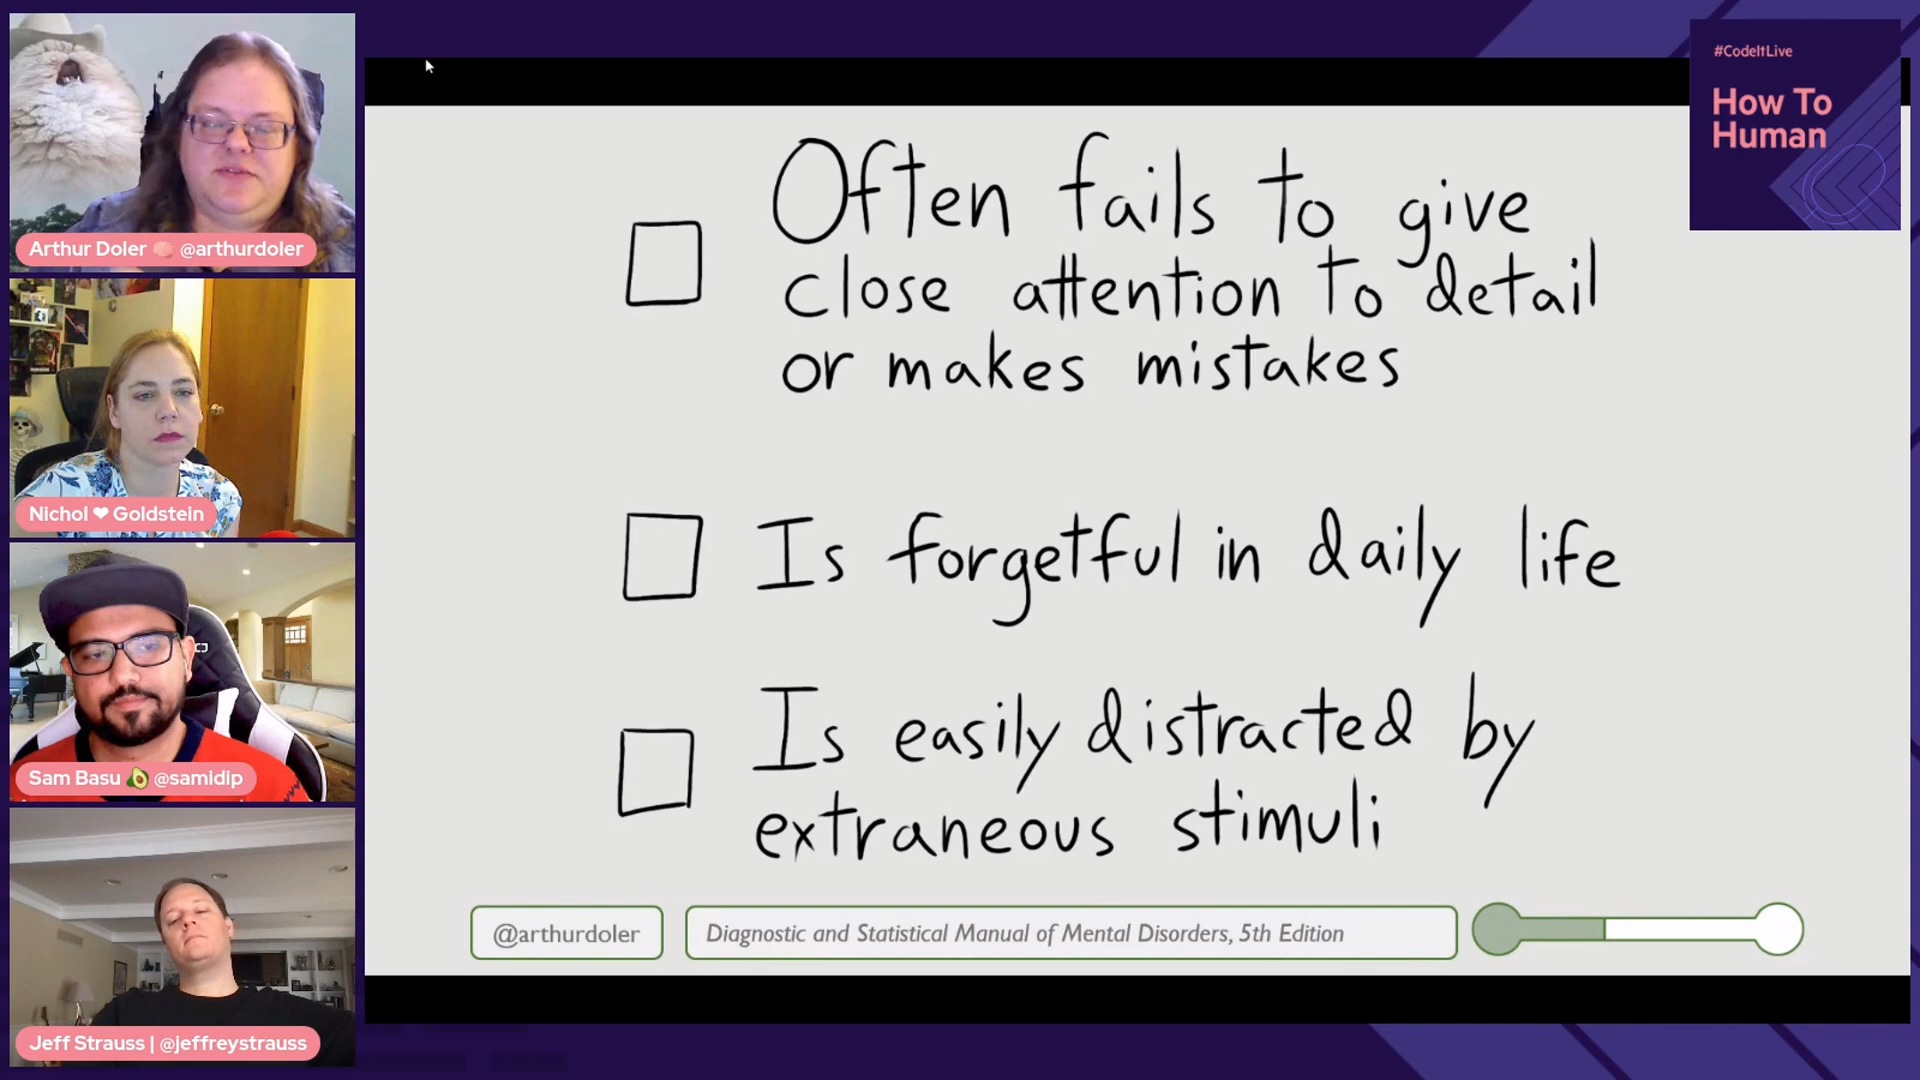 Arthur Doler 🧠 @arthurdoler
Nichol ❤ Goldstein
Sam Basu 🥑 @samidip
Jeff Strauss | @jeffreystrauss
#CodeItLive
How To
Human
Often fails to give
close attention to detail
or makes mistakes
Is forgetful in daily life
Is easily distracted by
extraneous stimuli
@arthurdoler
Diagnostic and Statistical Manual of Mental Disorders, 5th Edition